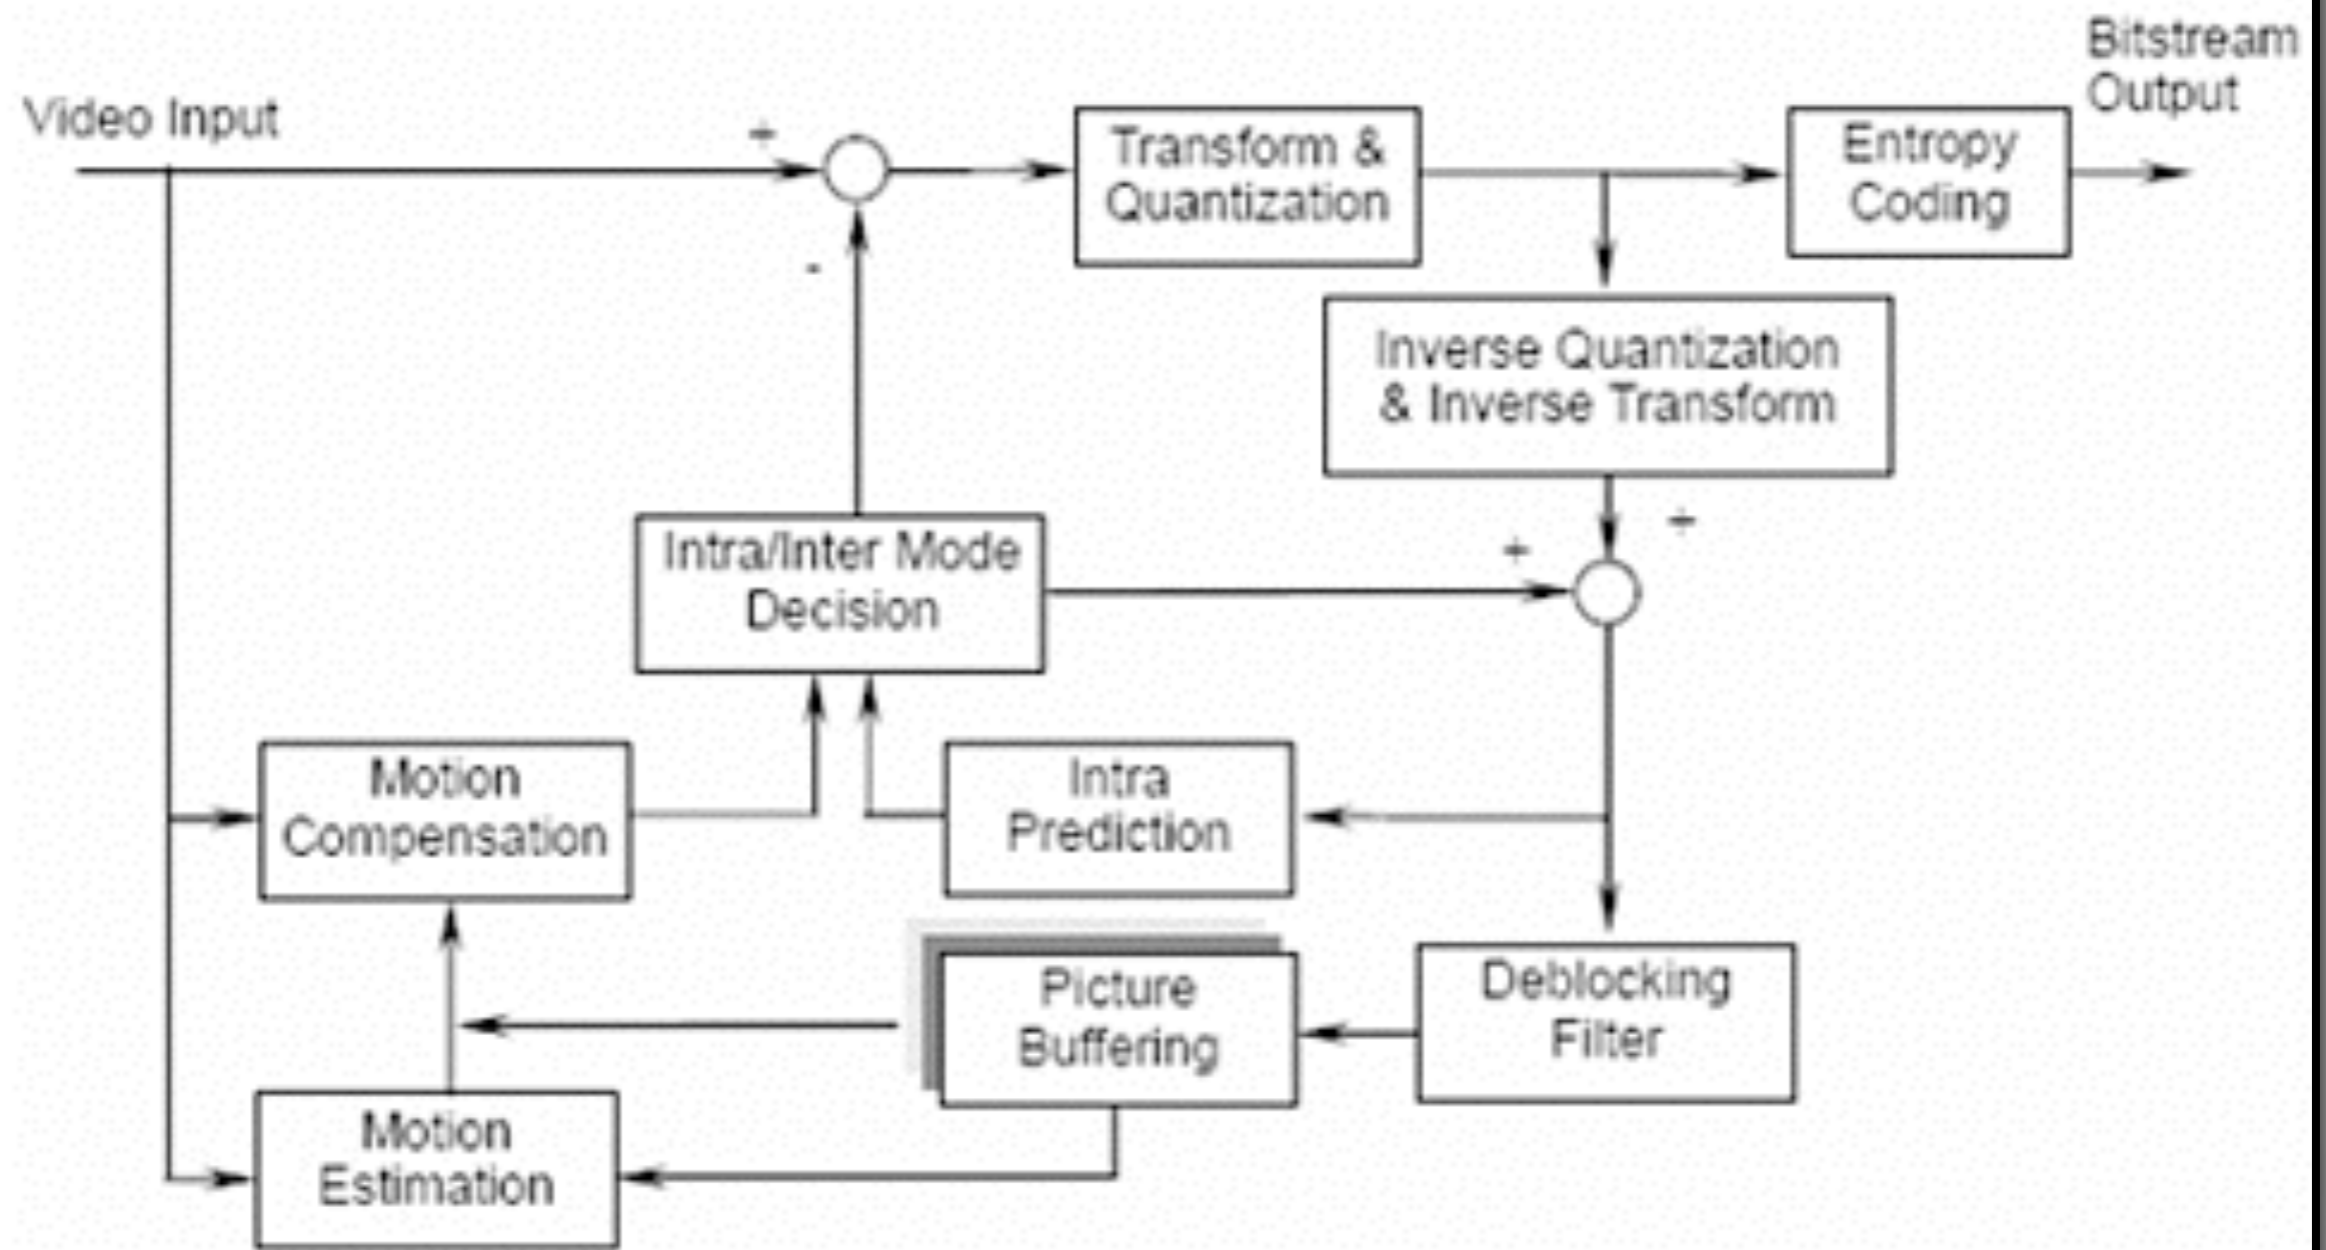 Bitstream
Output
Video Input
+
Transform &
Quantization
Entropy
Coding
-
Inverse Quantization
& Inverse Transform
+
+
Intra/Inter Mode
Decision
Motion
Compensation
Intra
Prediction
Picture
Buffering
Deblocking
Filter
Motion
Estimation